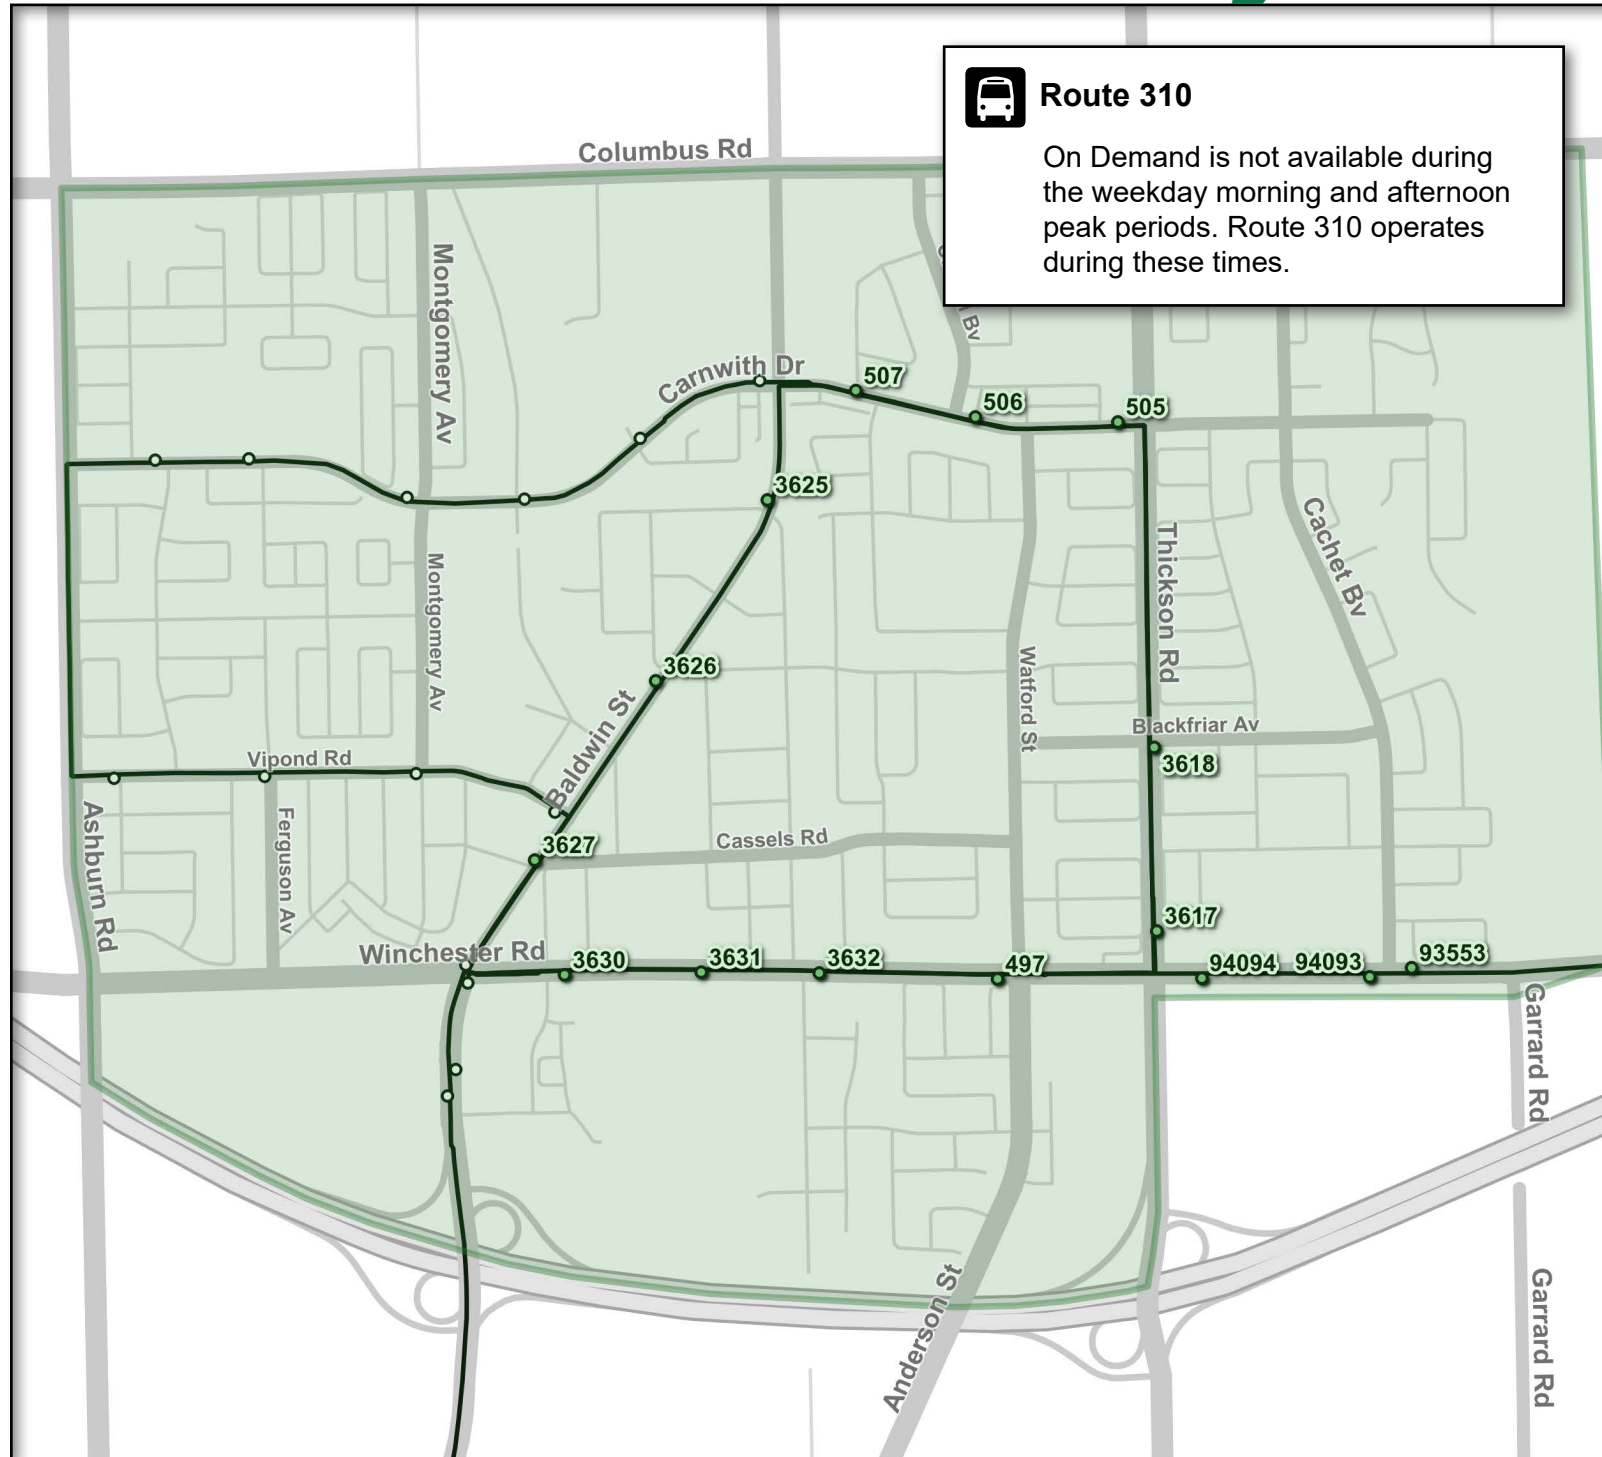 Route 310
On Demand is not available during
the weekday morning and afternoon
peak periods. Route 310 operates
during these times.
Columbus Rd
Montgomery Av
Bv
Carnwith Dr
507
506
505
3625
Thickson Rd
Cachet Bv
Montgomery Av
3626
Baldwin St
Watford St
Blackfriar Av
3618
Vipond Rd
Ashburn Rd
Ferguson Av
3627
Cassels Rd
3617
Winchester Rd
3630
3631
3632
497
94094
94093
93553
Garrard Rd
Anderson St
Garrard Rd